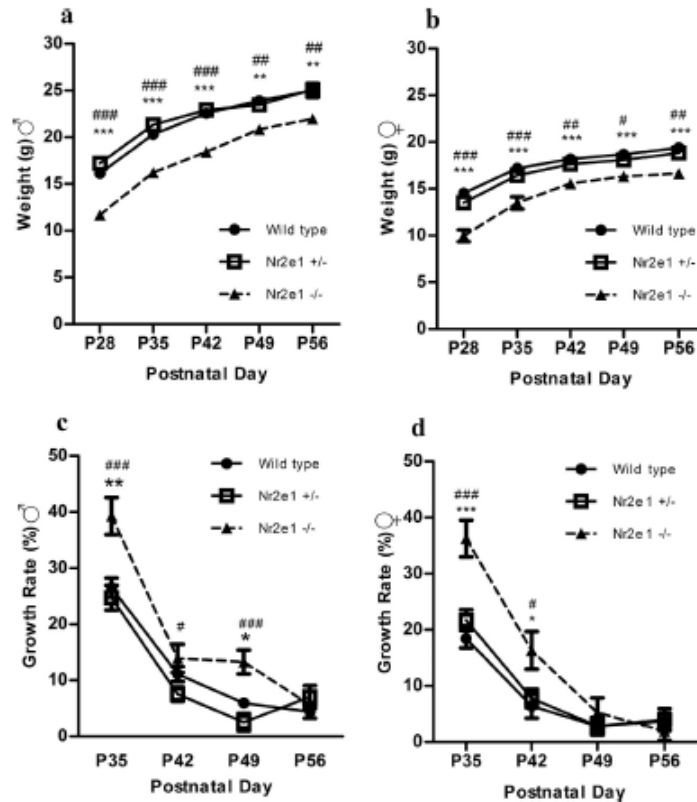 a
### ### ### ## ##
*** *** *** ** **
30
25
20
15
10
5
0
Weight (g) ♂
Wild type
Nr2e1 +/-
Nr2e1 -/-
P28 P35 P42 P49 P56
Postnatal Day
b
30
25
20
15
10
5
0
Weight (g) ♀
### ### ## # ##
*** *** *** *** ***
Wild type
Nr2e1 +/-
Nr2e1 -/-
P28 P35 P42 P49 P56
Postnatal Day
c
50
40
30
20
10
0
Growth Rate (%) ♂
###
**
#
###
*
Wild type
Nr2e1 +/-
Nr2e1 -/-
P35 P42 P49 P56
Postnatal Day
d
50
40
30
20
10
0
Growth Rate (%) ♀
###
***
#
*
Wild type
Nr2e1 +/-
Nr2e1 -/-
P35 P42 P49 P56
Postnatal Day